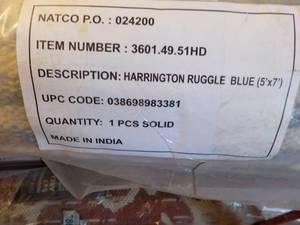 NATCO P.O. : 024200
ITEM NUMBER : 3601.49.51HD
DESCRIPTION: HARRINGTON RUGGLE BLUE (5'x7')
UPC CODE: 038698983381
QUANTITY: 1 PCS SOLID
MADE IN INDIA